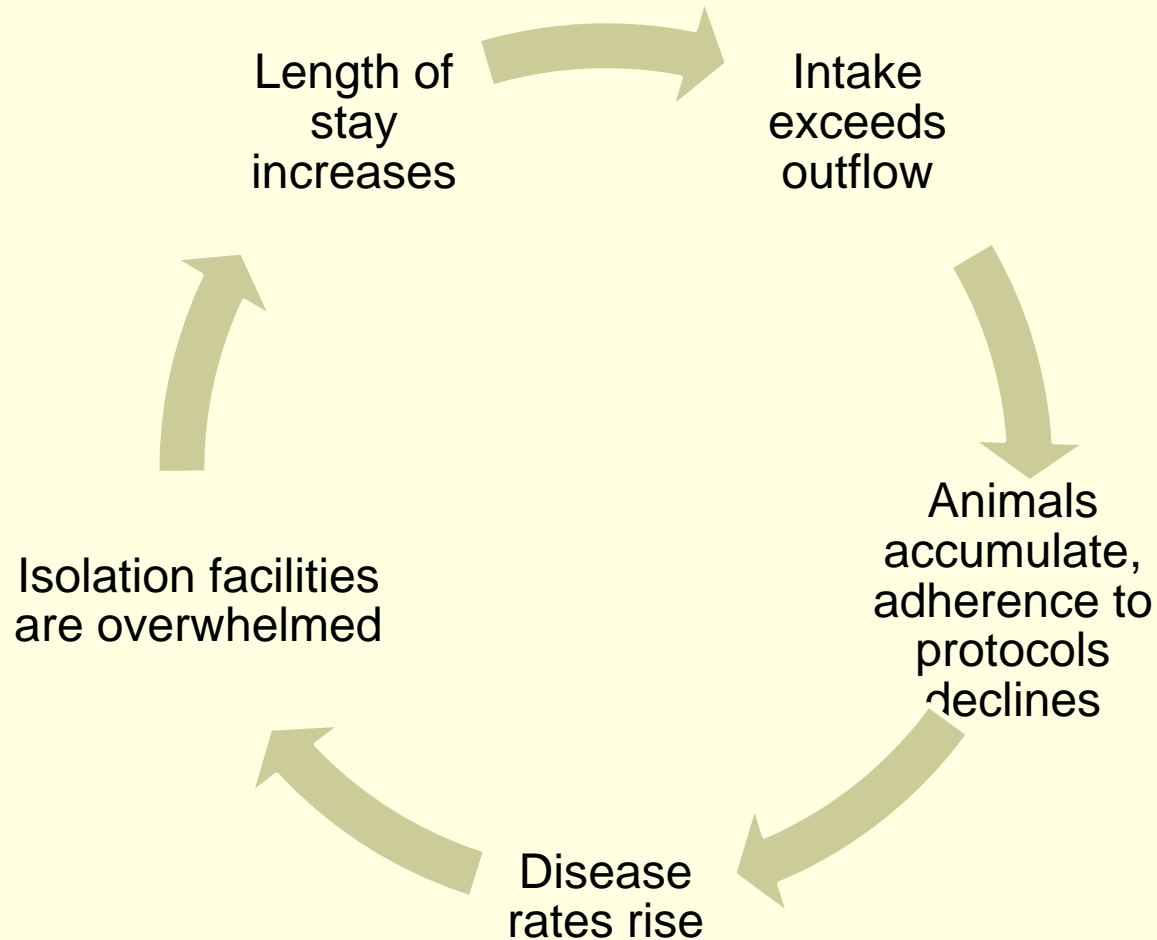 Length of
stay
increases
Intake
exceeds
outflow
Animals
accumulate,
adherence to
protocols
declines
Disease
rates rise
Isolation facilities
are overwhelmed